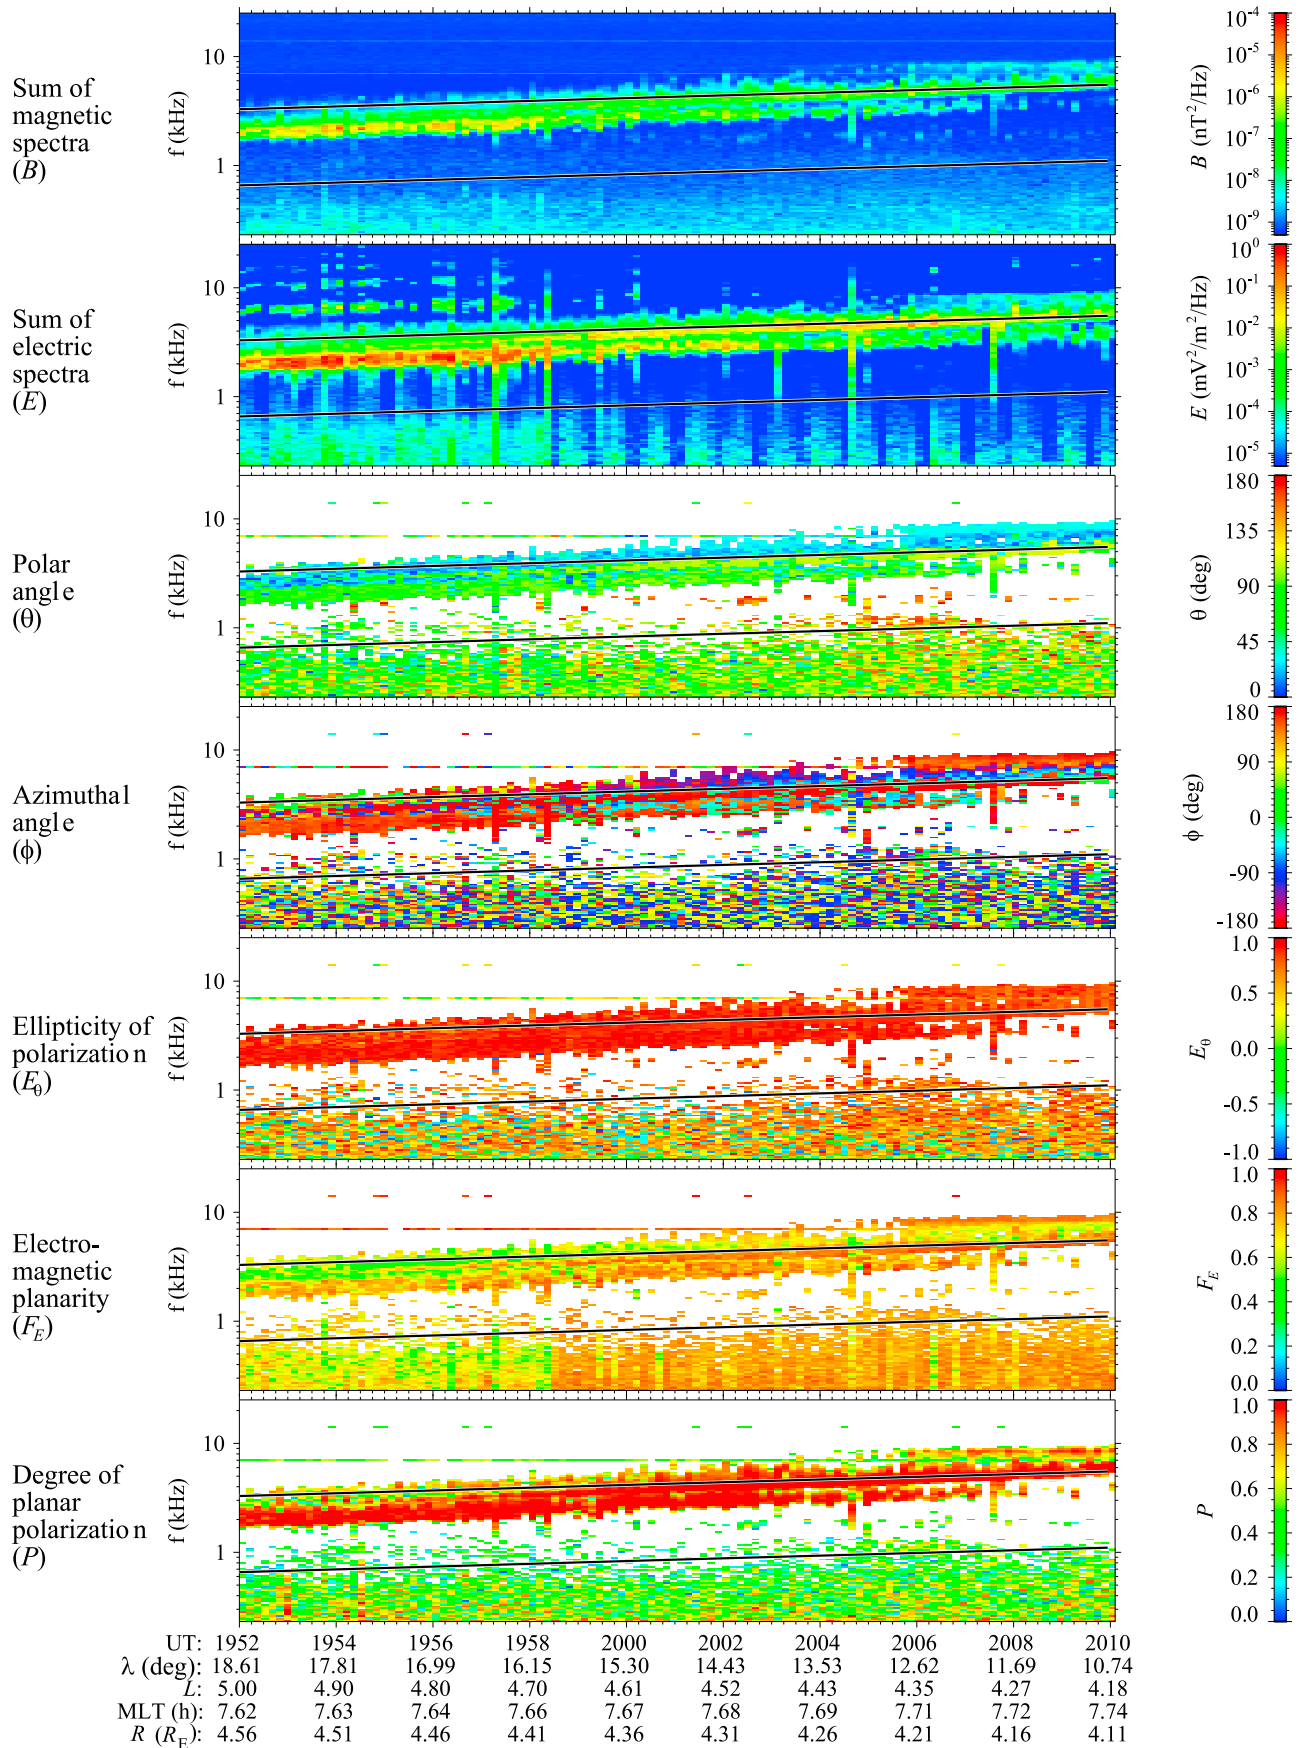 Sum of
magnetic
spectra
(B)
f (kHz)
10
1
B (nT²/Hz)
10⁻⁴
10⁻⁵
10⁻⁶
10⁻⁷
10⁻⁸
10⁻⁹
Sum of
electric
spectra
(E)
f (kHz)
10
1
E (mV²/m²/Hz)
10⁰
10⁻¹
10⁻²
10⁻³
10⁻⁴
10⁻⁵
Polar
angle
(θ)
f (kHz)
10
1
θ (deg)
180
135
90
45
0
Azimuthal
angle
(ϕ)
f (kHz)
10
1
ϕ (deg)
180
90
0
-90
-180
Ellipticity of
polarization
(E_θ)
f (kHz)
10
1
E_θ
1.0
0.5
0.0
-0.5
-1.0
Electro-
magnetic
planarity
(F_E)
f (kHz)
10
1
F_E
1.0
0.8
0.6
0.4
0.2
0.0
Degree of
planar
polarization
(P)
f (kHz)
10
1
P
1.0
0.8
0.6
0.4
0.2
0.0
UT: 1952 1954 1956 1958 2000 2002 2004 2006 2008 2010
λ (deg): 18.61 17.81 16.99 16.15 15.30 14.43 13.53 12.62 11.69 10.74
L: 5.00 4.90 4.80 4.70 4.61 4.52 4.43 4.35 4.27 4.18
MLT (h): 7.62 7.63 7.64 7.66 7.67 7.68 7.69 7.71 7.72 7.74
R (R_E): 4.56 4.51 4.46 4.41 4.36 4.31 4.26 4.21 4.16 4.11